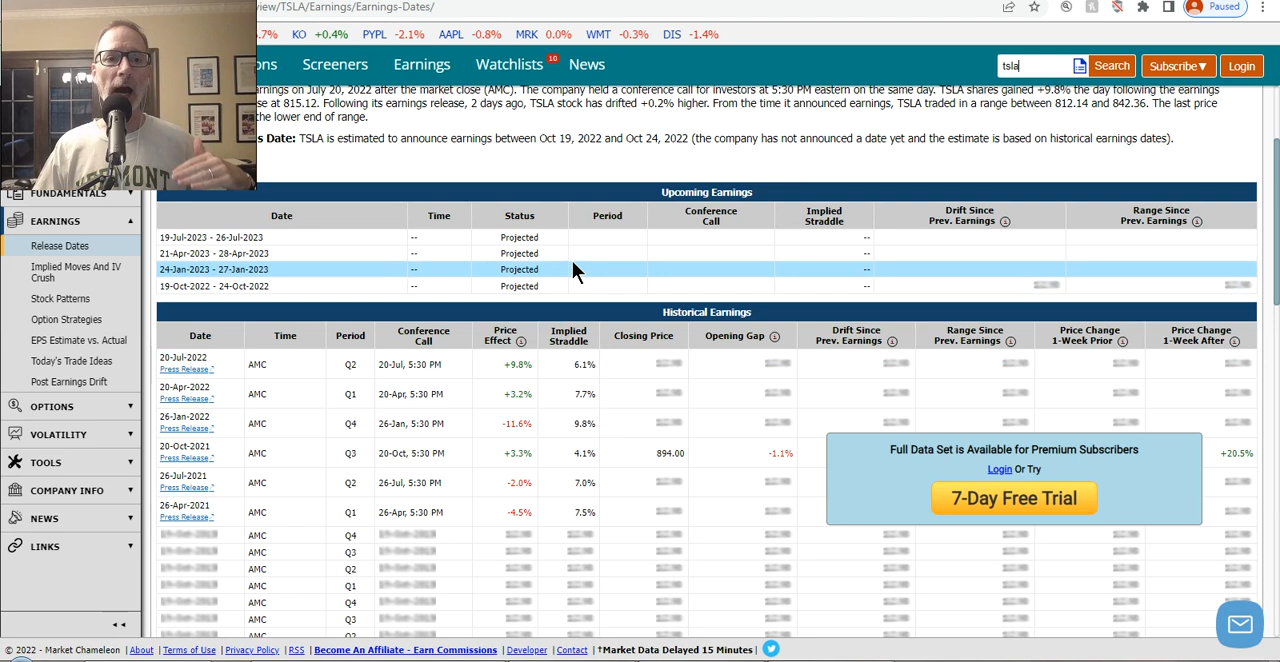 view/TSLA/Earnings/Earnings-Dates/
Paused
.7% KO +0.4% PYPL -2.1% AAPL -0.8% MRK 0.0% WMT -0.3% DIS -1.4%
ons Screeners Earnings Watchlists 10 News tsla Search Subscribe▼ Login
arnings on July 20, 2022 after the market close (AMC). The company held a conference call for investors at 5:30 PM eastern on the same day. TSLA shares gained +9.8% the day following the earnings
se at 815.12. Following its earnings release, 2 days ago, TSLA stock has drifted +0.2% higher. From the time it announced earnings, TSLA traded in a range between 812.14 and 842.36. The last price
the lower end of range.
s Date: TSLA is estimated to announce earnings between Oct 19, 2022 and Oct 24, 2022 (the company has not announced a date yet and the estimate is based on historical earnings dates).
VERMONT
FUNDAMENTALS ▼
EARNINGS ▲
Release Dates
Implied Moves And IV
Crush
Stock Patterns
Option Strategies
EPS Estimate vs. Actual
Today's Trade Ideas
Post Earnings Drift
OPTIONS ▼
VOLATILITY ▼
TOOLS ▼
COMPANY INFO ▼
NEWS ▼
LINKS ▼
◄◄
Upcoming Earnings
Date Time Status Period Conference Call Implied Straddle Drift Since Prev. Earnings Range Since Prev. Earnings
19-Jul-2023 - 26-Jul-2023 -- Projected --
21-Apr-2023 - 28-Apr-2023 -- Projected --
24-Jan-2023 - 27-Jan-2023 -- Projected --
19-Oct-2022 - 24-Oct-2022 -- Projected --
Historical Earnings
Date Time Period Conference Call Price Effect Implied Straddle Closing Price Opening Gap Drift Since Prev. Earnings Range Since Prev. Earnings Price Change 1-Week Prior Price Change 1-Week After
20-Jul-2022 AMC Q2 20-Jul, 5:30 PM +9.8% 6.1%
Press Release
20-Apr-2022 AMC Q1 20-Apr, 5:30 PM +3.2% 7.7%
Press Release
26-Jan-2022 AMC Q4 26-Jan, 5:30 PM -11.6% 9.8%
Press Release
20-Oct-2021 AMC Q3 20-Oct, 5:30 PM +3.3% 4.1% 894.00 -1.1% +20.5%
Press Release
26-Jul-2021 AMC Q2 26-Jul, 5:30 PM -2.0% 7.0%
Press Release
26-Apr-2021 AMC Q1 26-Apr, 5:30 PM -4.5% 7.5%
Press Release
AMC Q4
AMC Q3
AMC Q2
AMC Q1
AMC Q4
AMC Q3
AMC Q2
Full Data Set is Available for Premium Subscribers
Login Or Try
7-Day Free Trial
© 2022 - Market Chameleon | About | Terms of Use | Privacy Policy | RSS | Become An Affiliate - Earn Commissions | Developer | Contact | †Market Data Delayed 15 Minutes |